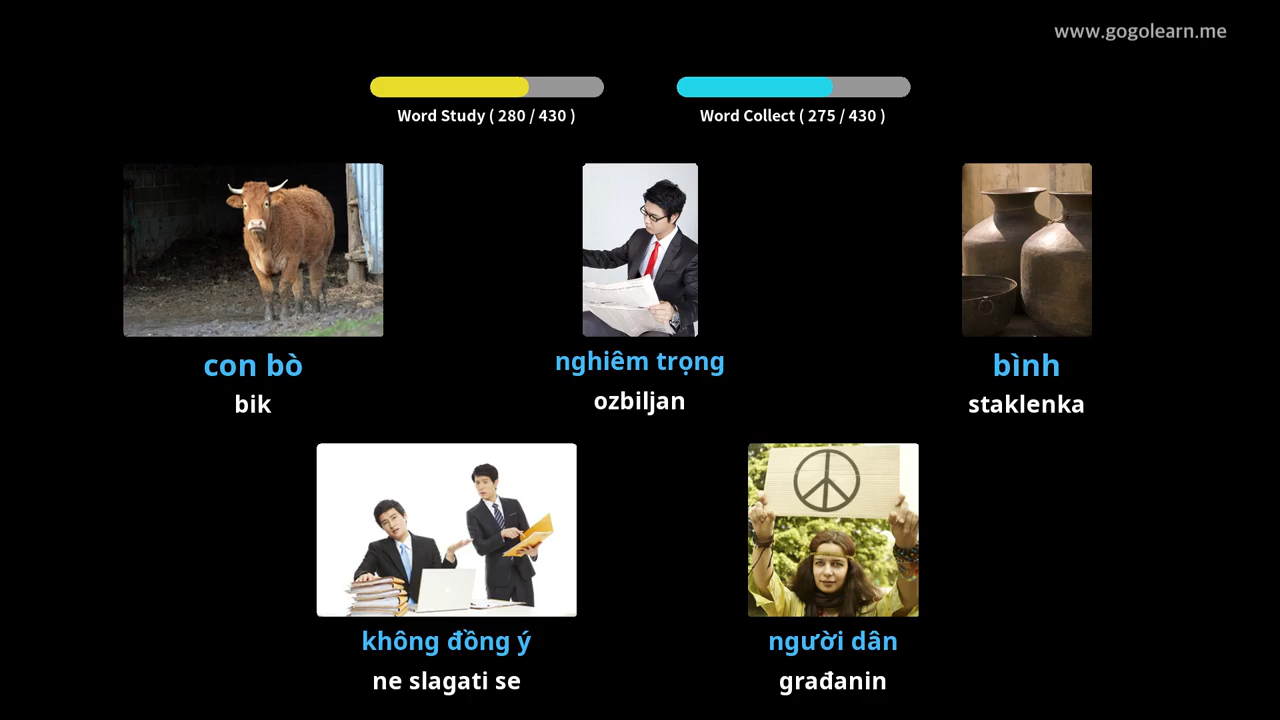 www.gogolearn.me
Word Study ( 280 / 430 )
Word Collect ( 275 / 430 )
con bò
bik
nghiêm trọng
ozbiljan
bình
staklenka
không đồng ý
ne slagati se
người dân
građanin